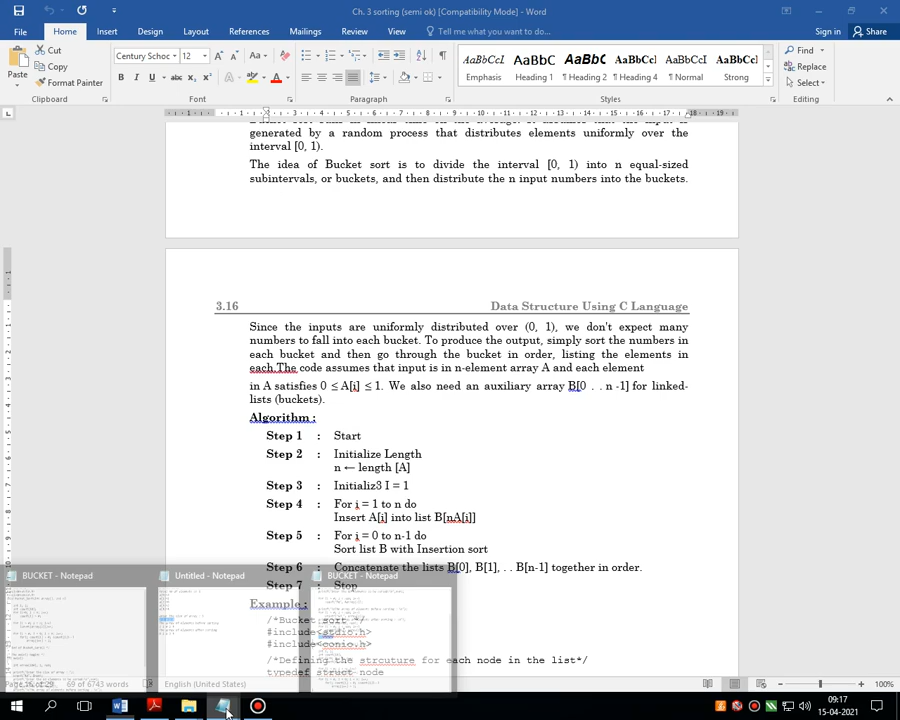 Ch. 3 sorting (semi ok) [Compatibility Mode] - Word
File Home Insert Design Layout References Mailings Review View Tell me what you want to do... Sign in Share
Paste
Cut
Copy
Format Painter
Century Schoo 12
AaBbCcI AaBbC AaBbC AaBbCc AaBbCcI AaBbCcI
Emphasis Heading 1 ¶ Heading 2 ¶ Heading 4 ¶ Normal Strong
Find
Replace
Select
Clipboard Font Paragraph Styles Editing
generated by a random process that distributes elements uniformly over the
interval [0, 1).
The idea of Bucket sort is to divide the interval [0, 1) into n equal-sized
subintervals, or buckets, and then distribute the n input numbers into the buckets.
3.16 Data Structure Using C Language
Since the inputs are uniformly distributed over (0, 1), we don't expect many
numbers to fall into each bucket. To produce the output, simply sort the numbers in
each bucket and then go through the bucket in order, listing the elements in
each.The code assumes that input is in n-element array A and each element
in A satisfies 0 ≤ A[i] ≤ 1. We also need an auxiliary array B[0 . . n -1] for linked-
lists (buckets).
Algorithm :
Step 1 : Start
Step 2 : Initialize Length
n ← length [A]
Step 3 : Initializ3 I = 1
Step 4 : For i = 1 to n do
Insert A[i] into list B[nA[i]]
Step 5 : For i = 0 to n-1 do
Sort list B with Insertion sort
Step 6 : Concatenate the lists B[0], B[1], . . B[n-1] together in order.
Step 7 : Stop
Example :
/*Bucket sort */
#include<stdio.h>
#include<conio.h>
/*Defining the strcuture for each node in the list*/
typedef struct node
BUCKET - Notepad Untitled - Notepad BUCKET - Notepad
69 of 6743 words English (United States) 100%
09:17
15-04-2021